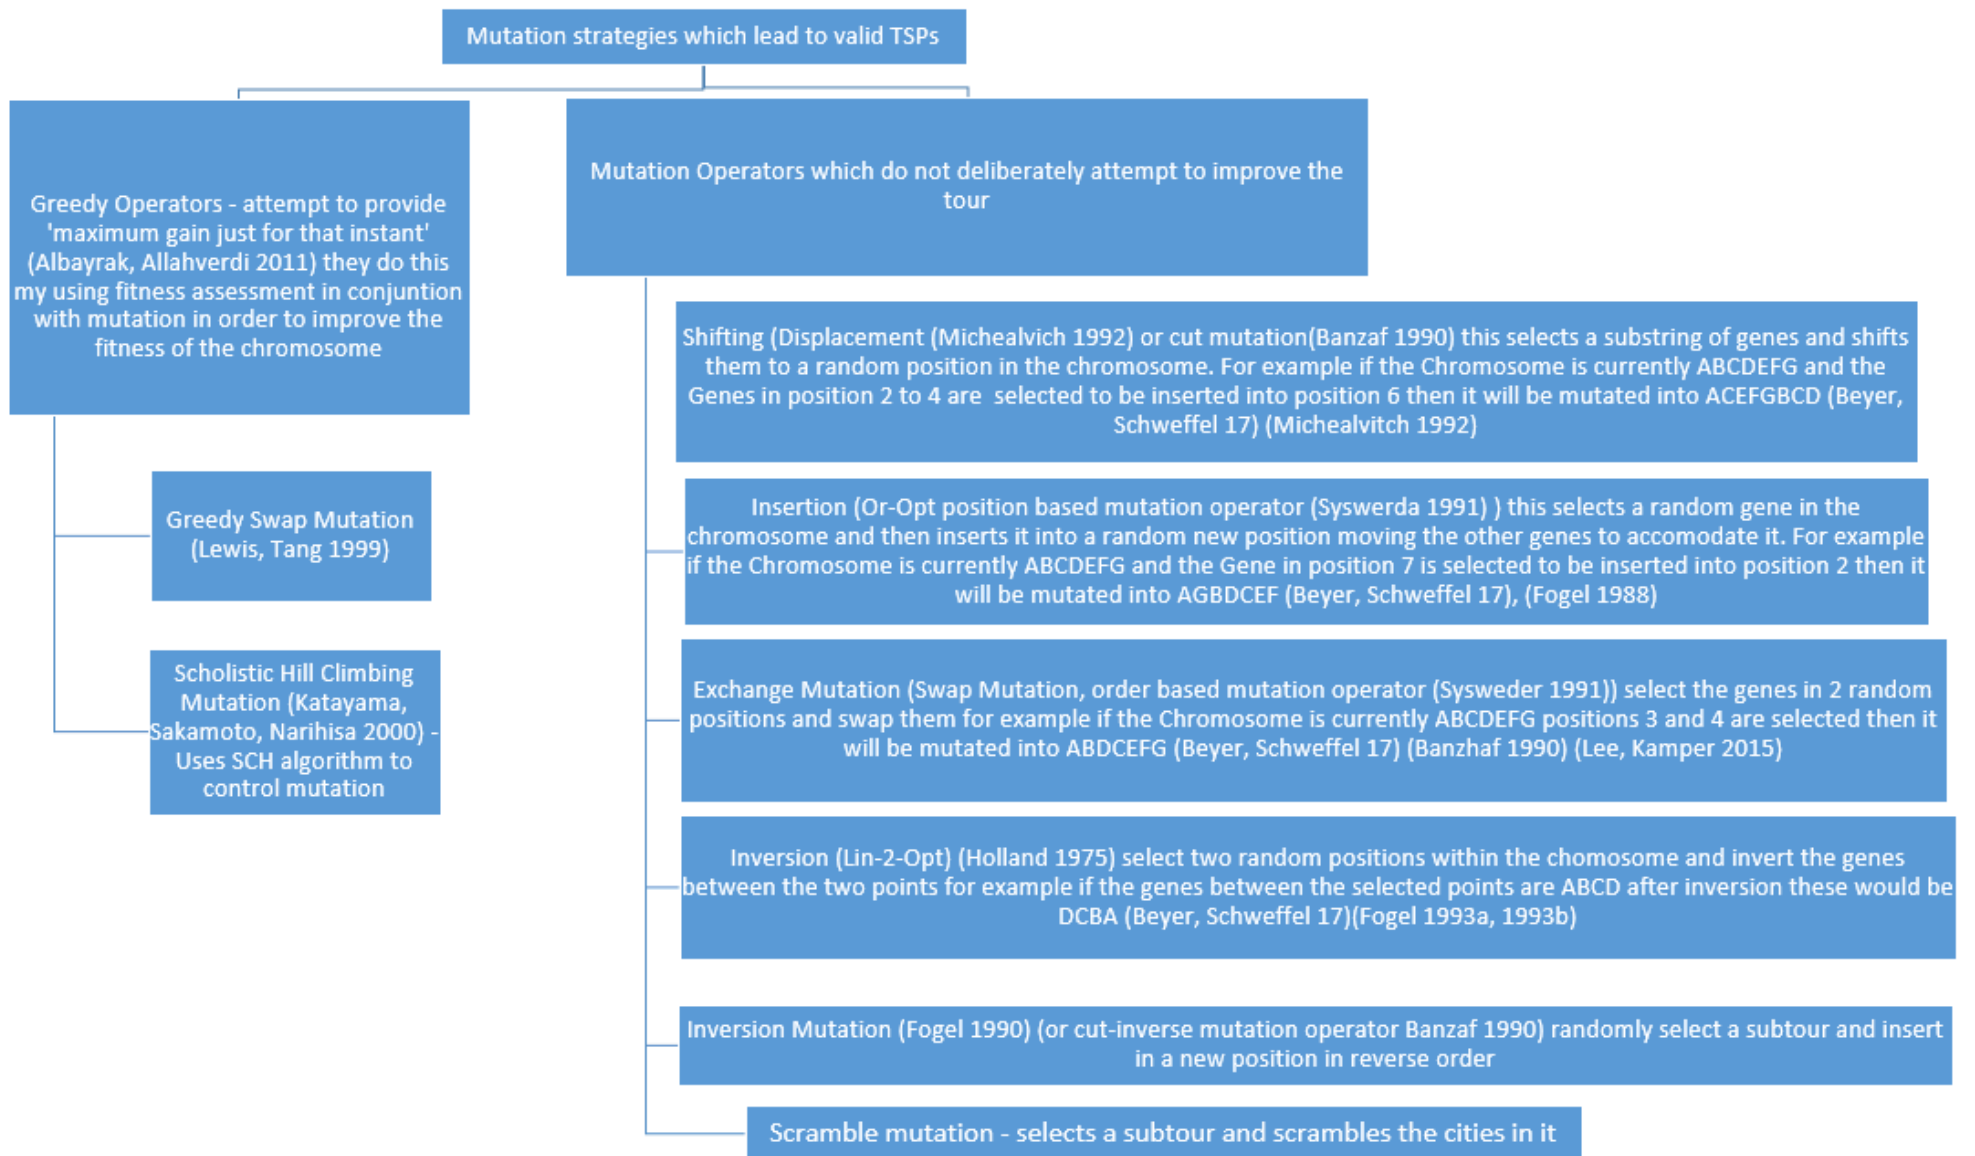 Mutation strategies which lead to valid TSPs
Greedy Operators - attempt to provide
'maximum gain just for that instant'
(Albayrak, Allahverdi 2011) they do this
my using fitness assessment in conjuntion
with mutation in order to improve the
fitness of the chromosome
Greedy Swap Mutation
(Lewis, Tang 1999)
Scholistic Hill Climbing
Mutation (Katayama,
Sakamoto, Narihisa 2000) -
Uses SCH algorithm to
control mutation
Mutation Operators which do not deliberately attempt to improve the
tour
Shifting (Displacement (Michealvich 1992) or cut mutation(Banzaf 1990) this selects a substring of genes and shifts
them to a random position in the chromosome. For example if the Chromosome is currently ABCDEFG and the
Genes in position 2 to 4 are selected to be inserted into position 6 then it will be mutated into ACEFGBCD (Beyer,
Schweffel 17) (Michealvitch 1992)
Insertion (Or-Opt position based mutation operator (Syswerda 1991) ) this selects a random gene in the
chromosome and then inserts it into a random new position moving the other genes to accomodate it. For example
if the Chromosome is currently ABCDEFG and the Gene in position 7 is selected to be inserted into position 2 then it
will be mutated into AGBDCEF (Beyer, Schweffel 17), (Fogel 1988)
Exchange Mutation (Swap Mutation, order based mutation operator (Sysweder 1991)) select the genes in 2 random
positions and swap them for example if the Chromosome is currently ABCDEFG positions 3 and 4 are selected then it
will be mutated into ABDCEFG (Beyer, Schweffel 17) (Banzhaf 1990) (Lee, Kamper 2015)
Inversion (Lin-2-Opt) (Holland 1975) select two random positions within the chomosome and invert the genes
between the two points for example if the genes between the selected points are ABCD after inversion these would be
DCBA (Beyer, Schweffel 17)(Fogel 1993a, 1993b)
Inversion Mutation (Fogel 1990) (or cut-inverse mutation operator Banzaf 1990) randomly select a subtour and insert
in a new position in reverse order
Scramble mutation - selects a subtour and scrambles the cities in it